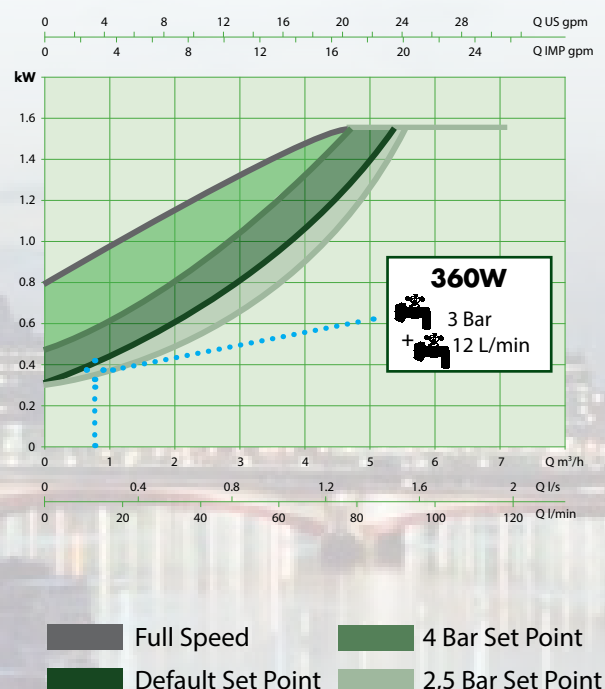 0 4 8 12 16 20 24 28 Q US gpm
0 4 8 12 16 20 24 Q IMP gpm
kW
1.6
1.4
1.2
1.0
0.8
0.6
0.4
0.2
0
360W
3 Bar
+ 12 L/min
0 1 2 3 4 5 6 7 Q m³/h
0 0.4 0.8 1.2 1.6 2 Q l/s
0 20 40 60 80 100 120 Q l/min
Full Speed 4 Bar Set Point
Default Set Point 2,5 Bar Set Point